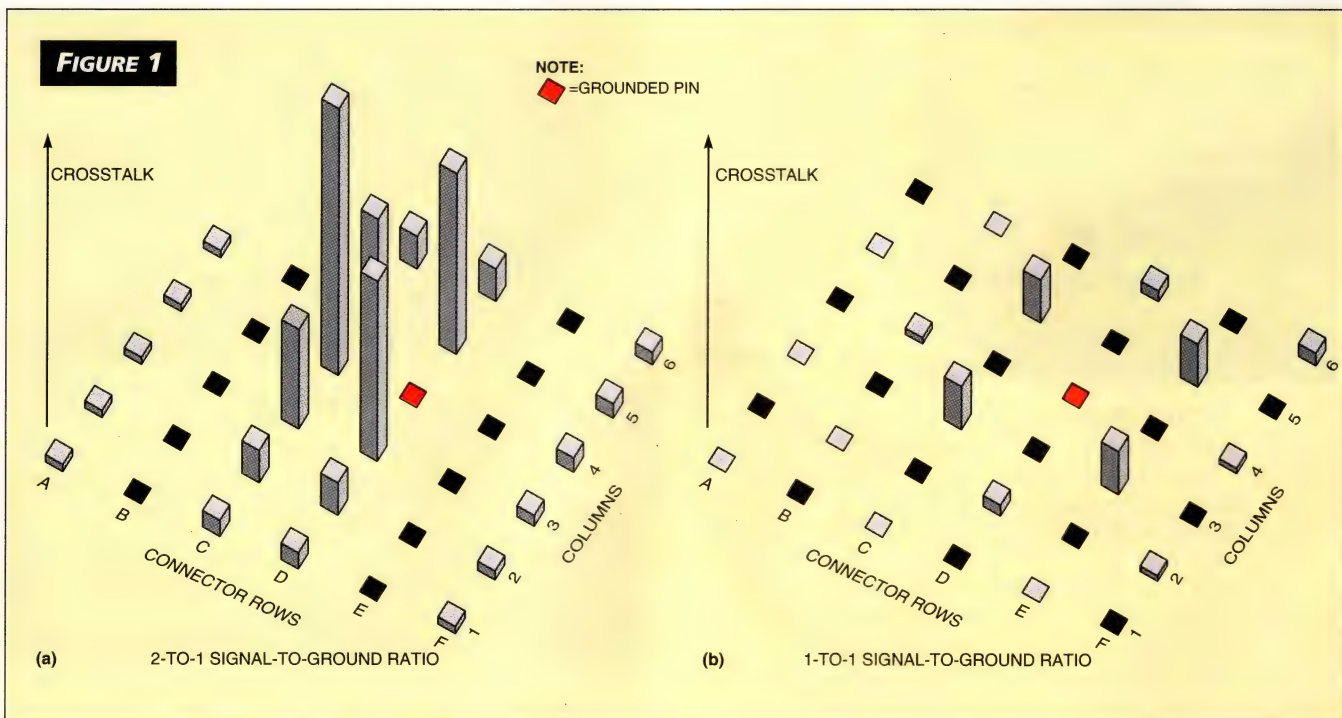 FIGURE 1
NOTE:
=GROUNDED PIN
CROSSTALK
A
B
C
D
E
F
1
2
3
4
5
6
CONNECTOR ROWS
COLUMNS
(a) 2-TO-1 SIGNAL-TO-GROUND RATIO
CROSSTALK
A
B
C
D
E
F
1
2
3
4
5
6
CONNECTOR ROWS
COLUMNS
(b) 1-TO-1 SIGNAL-TO-GROUND RATIO